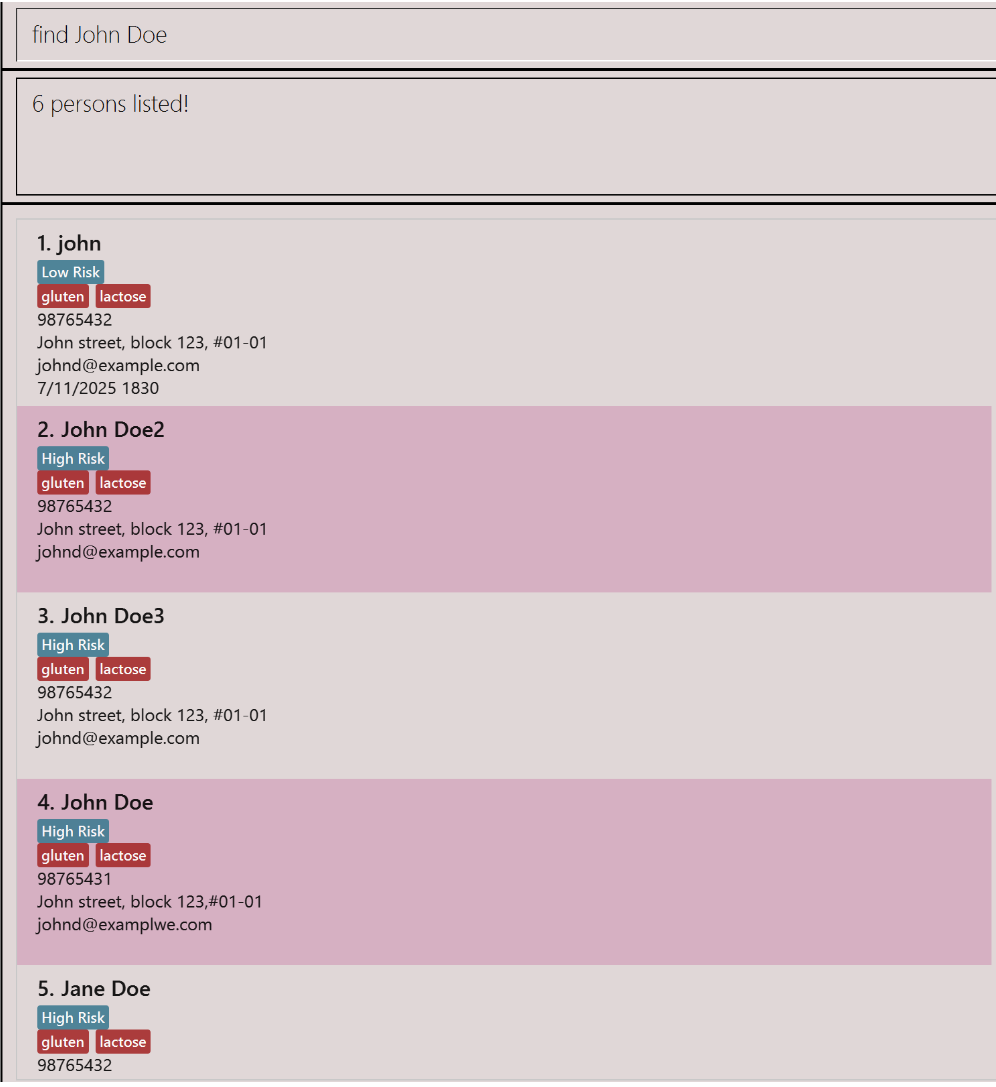 find John Doe
6 persons listed!
1. john
Low Risk
gluten lactose
98765432
John street, block 123, #01-01
johnd@example.com
7/11/2025 1830
2. John Doe2
High Risk
gluten lactose
98765432
John street, block 123, #01-01
johnd@example.com
3. John Doe3
High Risk
gluten lactose
98765432
John street, block 123, #01-01
johnd@example.com
4. John Doe
High Risk
gluten lactose
98765431
John street, block 123,#01-01
johnd@examplwe.com
5. Jane Doe
High Risk
gluten lactose
98765432